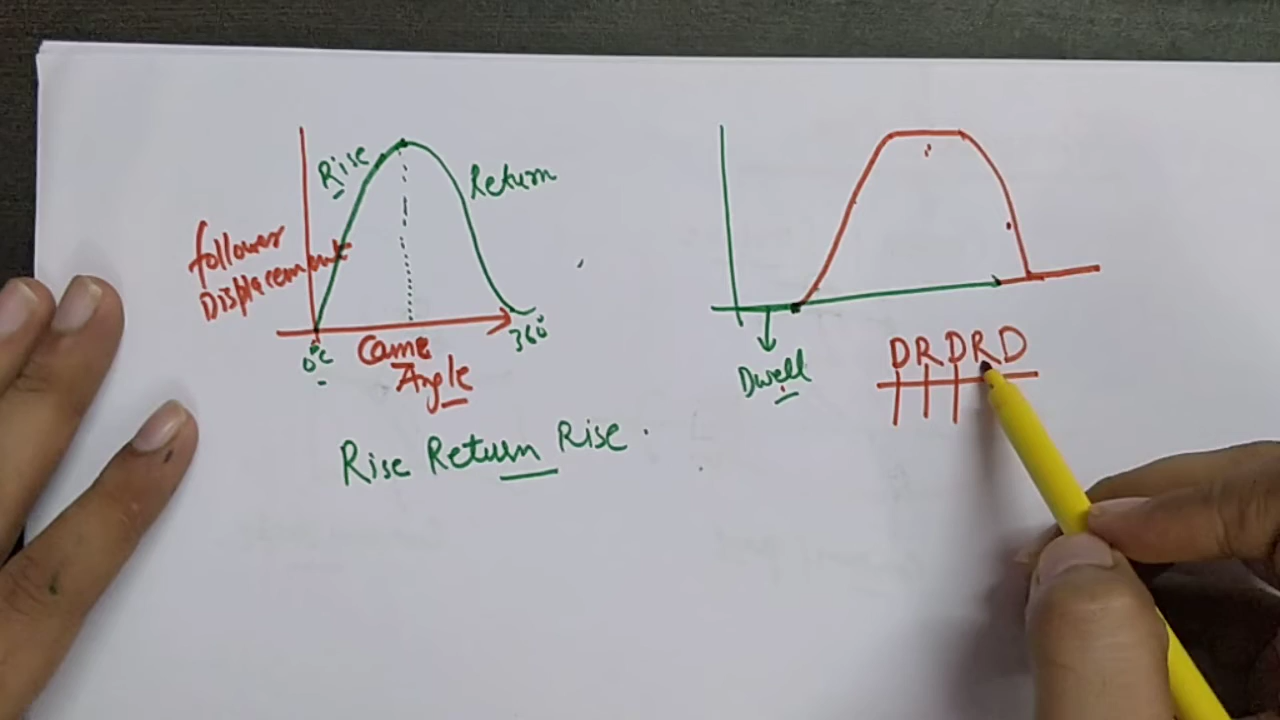 Rise
Return
follower
Displacement
0°c
360°
Came
Angle
Rise Return Rise
Dwell
DRDRD